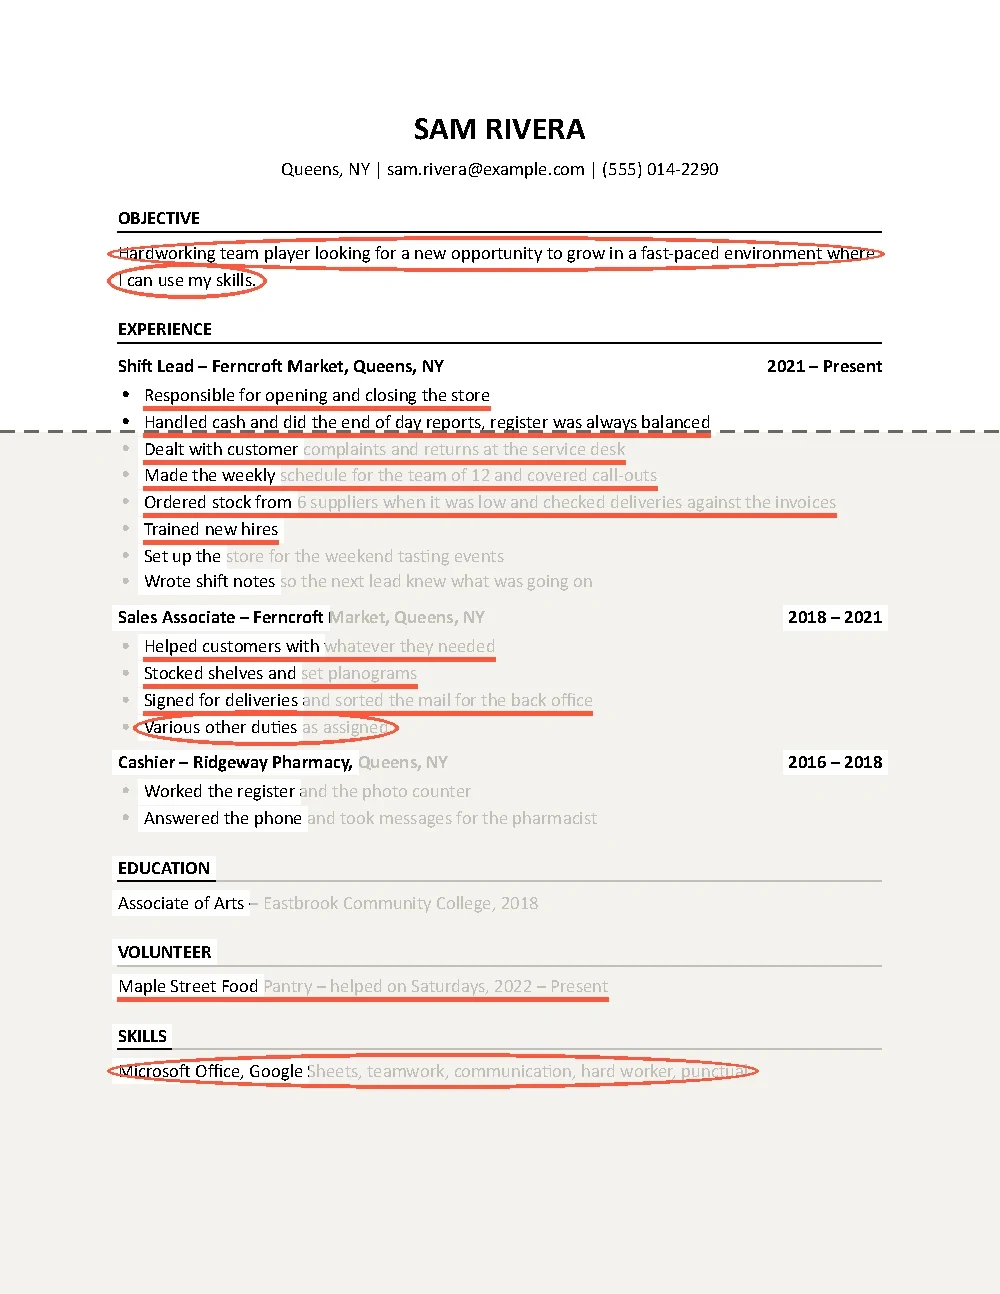 SAM RIVERA
Queens, NY | sam.rivera@example.com | (555) 014-2290
OBJECTIVE
Hardworking team player looking for a new opportunity to grow in a fast-paced environment where
I can use my skills.
EXPERIENCE
Shift Lead – Ferncroft Market, Queens, NY 2021 – Present
• Responsible for opening and closing the store
• Handled cash and did the end of day reports, register was always balanced
• Dealt with customer complaints and returns at the service desk
• Made the weekly schedule for the team of 12 and covered call-outs
• Ordered stock from 6 suppliers when it was low and checked deliveries against the invoices
• Trained new hires
• Set up the store for the weekend tasting events
• Wrote shift notes so the next lead knew what was going on
Sales Associate – Ferncroft Market, Queens, NY 2018 – 2021
• Helped customers with whatever they needed
• Stocked shelves and set planograms
• Signed for deliveries and sorted the mail for the back office
• Various other duties as assigned
Cashier – Ridgeway Pharmacy, Queens, NY 2016 – 2018
• Worked the register and the photo counter
• Answered the phone and took messages for the pharmacist
EDUCATION
Associate of Arts – Eastbrook Community College, 2018
VOLUNTEER
Maple Street Food Pantry – helped on Saturdays, 2022 – Present
SKILLS
Microsoft Office, Google Sheets, teamwork, communication, hard worker, punctual